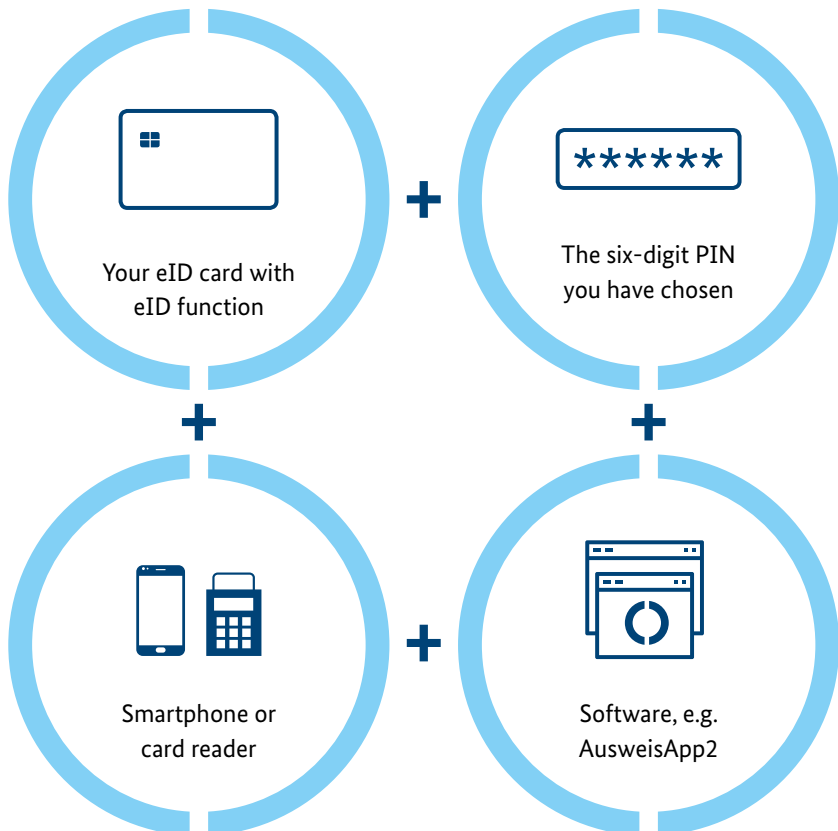 Your eID card with
eID function
******
The six-digit PIN
you have chosen
Smartphone or
card reader
Software, e.g.
AusweisApp2